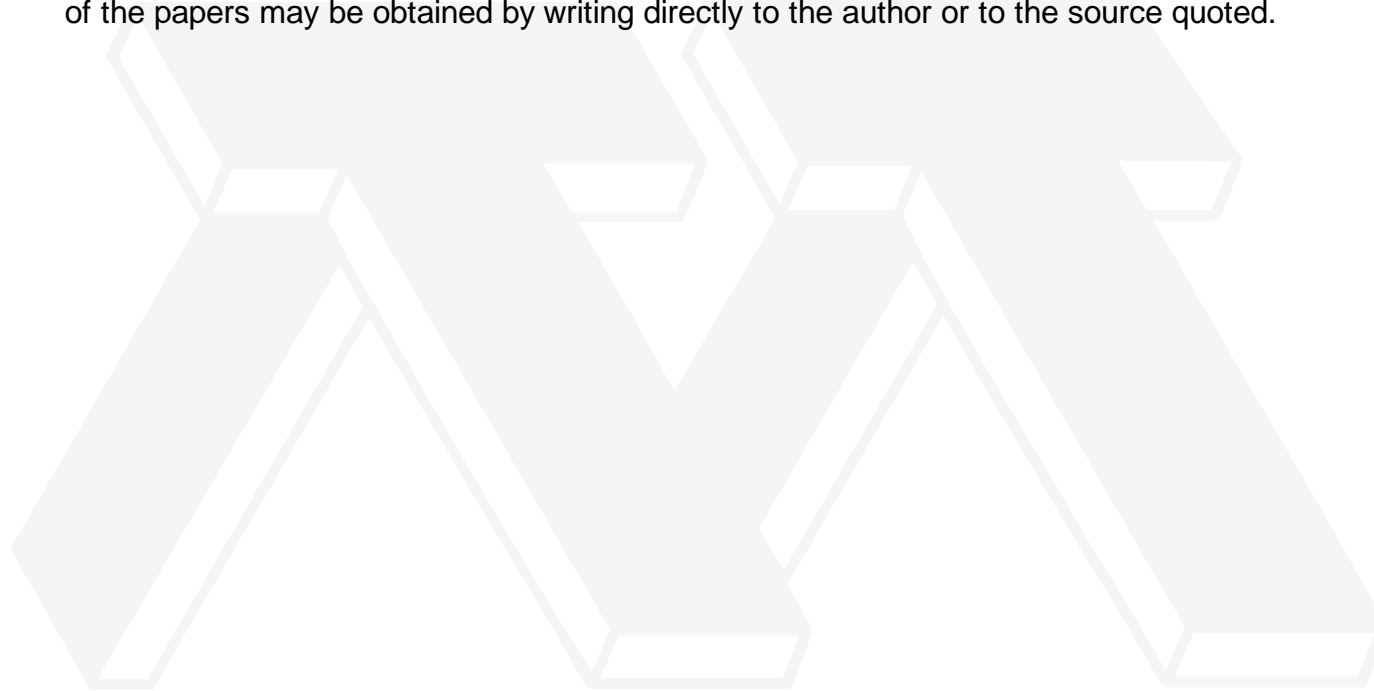 of the papers may be obtained by writing directly to the author or to the source quoted.